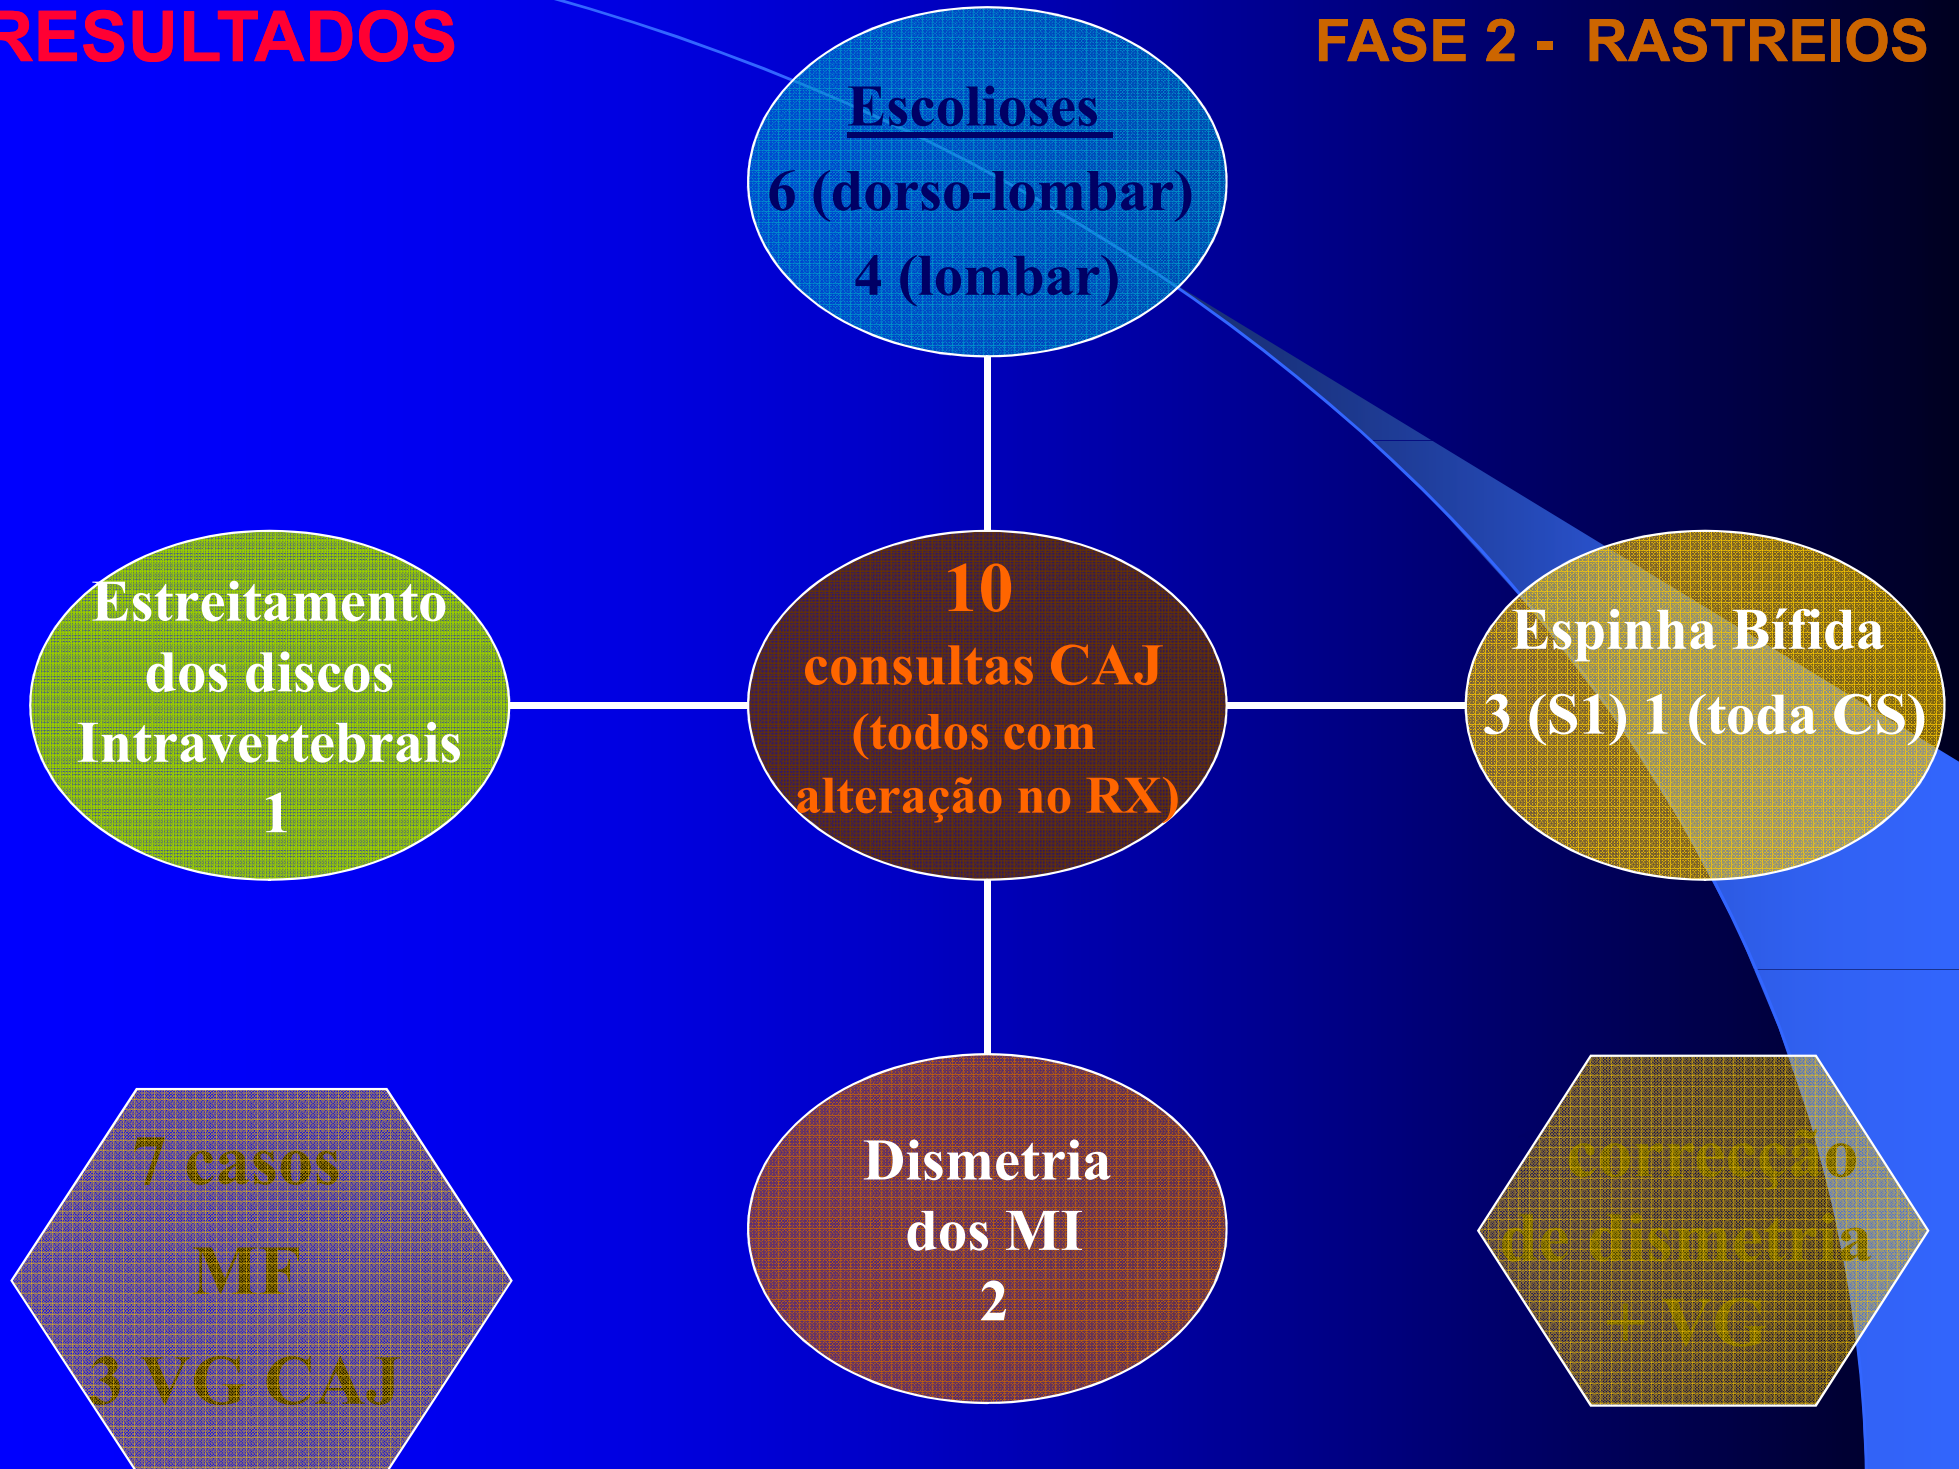 RESULTADOS
FASE 2 - RASTREIOS
Escolioses
6 (dorso-lombar)
4 (lombar)
Estreitamento
dos discos
Intravertebrais
1
10
consultas CAJ
(todos com
alteração no RX)
Espinha Bífida
3 (S1) 1 (toda CS)
7 casos
MF
3 VG CAJ
Dismetria
dos MI
2
correcção
de dismetria
+ VG